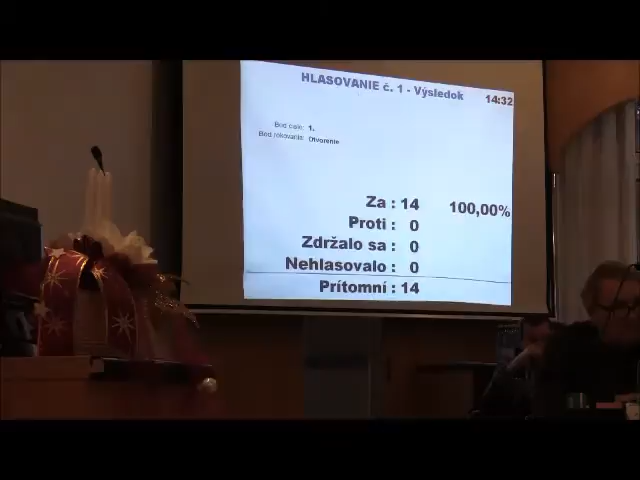 HLASOVANIE č. 1 - Výsledok 14:32
Bod číslo: 1.
Bod rokovania: Otvorenie
Za : 14 100,00%
Proti : 0
Zdržalo sa : 0
Nehlasovalo : 0
Prítomní : 14